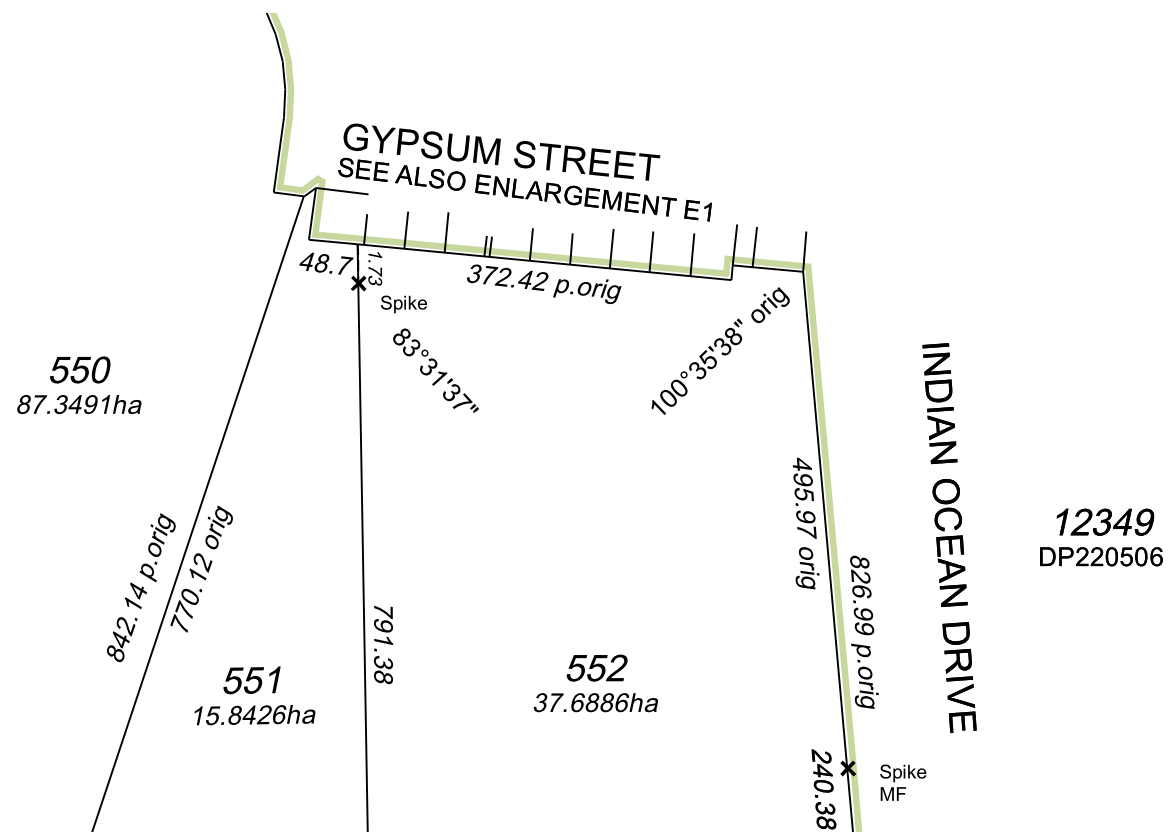 GYPSUM STREET
SEE ALSO ENLARGEMENT E1
48.7
1.73
372.42 p.orig
Spike
83°31'37"
100°35'38" orig
550
87.3491ha
INDIAN OCEAN DRIVE
495.97 orig
12349
DP220506
842.14 p.orig
770.12 orig
826.99 p.orig
791.38
551
15.8426ha
552
37.6886ha
240.38
Spike
MF